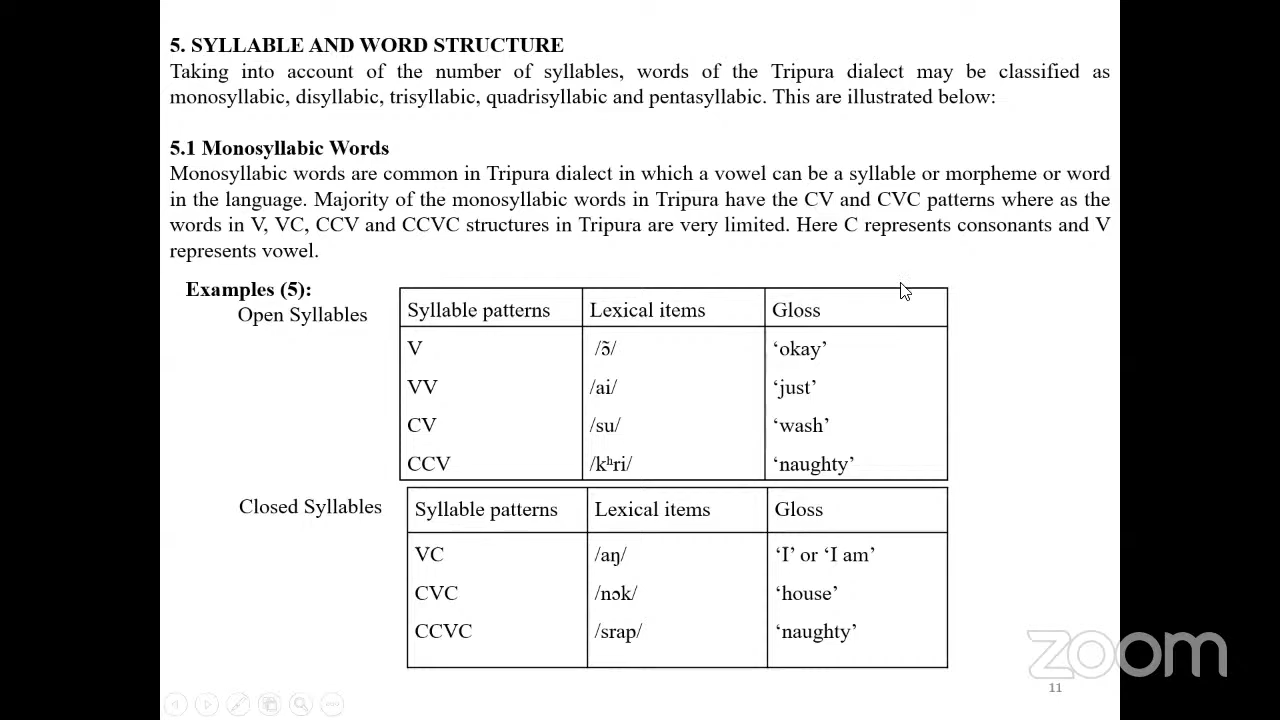 5. SYLLABLE AND WORD STRUCTURE
Taking into account of the number of syllables, words of the Tripura dialect may be classified as
monosyllabic, disyllabic, trisyllabic, quadrisyllabic and pentasyllabic. This are illustrated below:
5.1 Monosyllabic Words
Monosyllabic words are common in Tripura dialect in which a vowel can be a syllable or morpheme or word
in the language. Majority of the monosyllabic words in Tripura have the CV and CVC patterns where as the
words in V, VC, CCV and CCVC structures in Tripura are very limited. Here C represents consonants and V
represents vowel.
Examples (5):
Open Syllables
Syllable patterns Lexical items Gloss
V /ɔ̃/ ‘okay’
VV /ai/ ‘just’
CV /su/ ‘wash’
CCV /kʰri/ ‘naughty’
Closed Syllables
Syllable patterns Lexical items Gloss
VC /aŋ/ ‘I’ or ‘I am’
CVC /nɔk/ ‘house’
CCVC /srap/ ‘naughty’
zoom
11